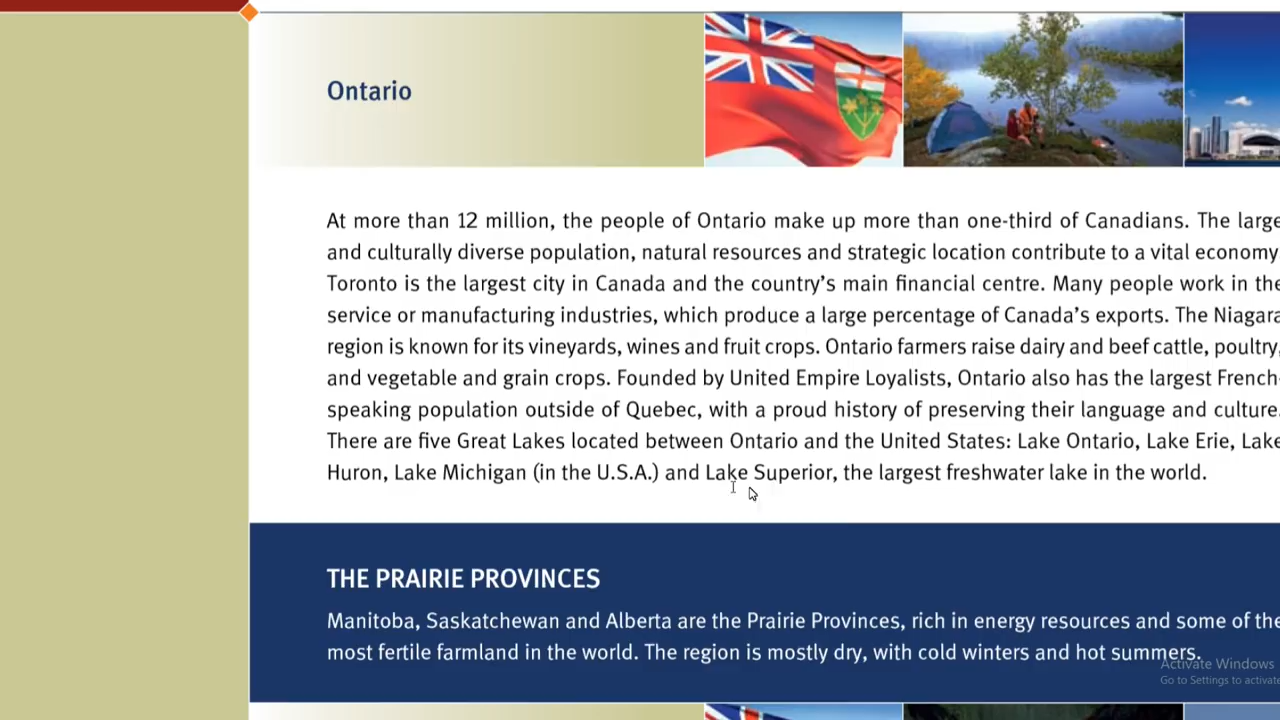 Ontario
At more than 12 million, the people of Ontario make up more than one-third of Canadians. The large
and culturally diverse population, natural resources and strategic location contribute to a vital economy.
Toronto is the largest city in Canada and the country's main financial centre. Many people work in the
service or manufacturing industries, which produce a large percentage of Canada's exports. The Niagara
region is known for its vineyards, wines and fruit crops. Ontario farmers raise dairy and beef cattle, poultry,
and vegetable and grain crops. Founded by United Empire Loyalists, Ontario also has the largest French-
speaking population outside of Quebec, with a proud history of preserving their language and culture.
There are five Great Lakes located between Ontario and the United States: Lake Ontario, Lake Erie, Lake
Huron, Lake Michigan (in the U.S.A.) and Lake Superior, the largest freshwater lake in the world.
THE PRAIRIE PROVINCES
Manitoba, Saskatchewan and Alberta are the Prairie Provinces, rich in energy resources and some of the
most fertile farmland in the world. The region is mostly dry, with cold winters and hot summers.
Activate Windows
Go to Settings to activate